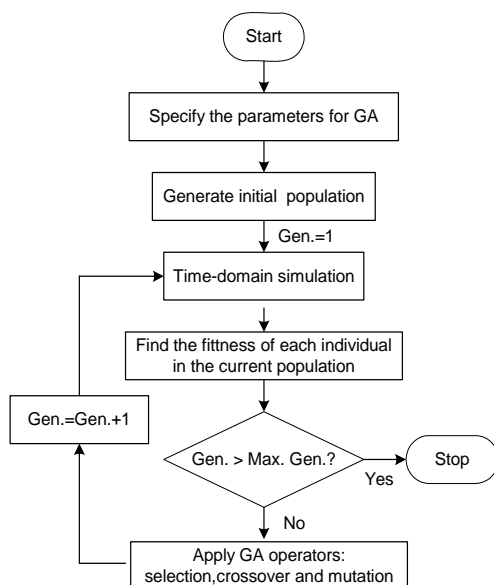 Start
Specify the parameters for GA
Generate initial population
Gen.=1
Time-domain simulation
Find the fittness of each individual
in the current population
Gen.=Gen.+1
Gen. > Max. Gen.?
Yes
Stop
No
Apply GA operators:
selection,crossover and mutation